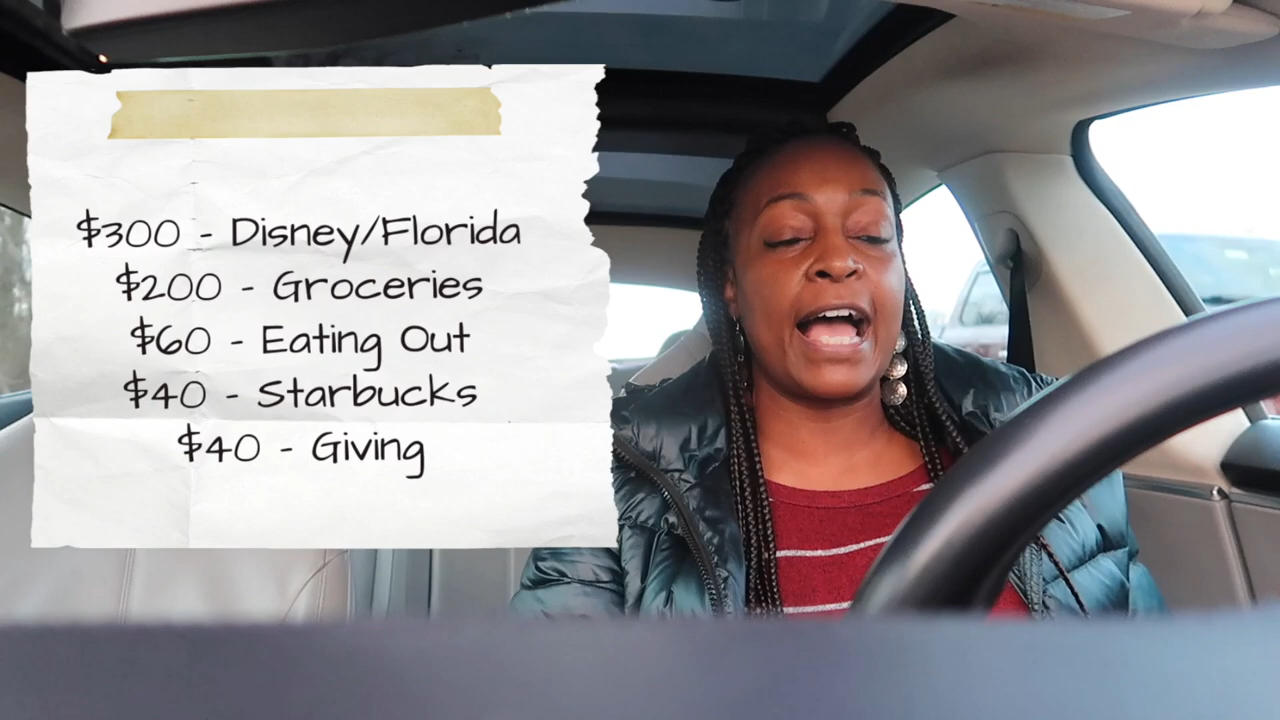 $300 - Disney/Florida
$200 - Groceries
$60 - Eating Out
$40 - Starbucks
$40 - Giving